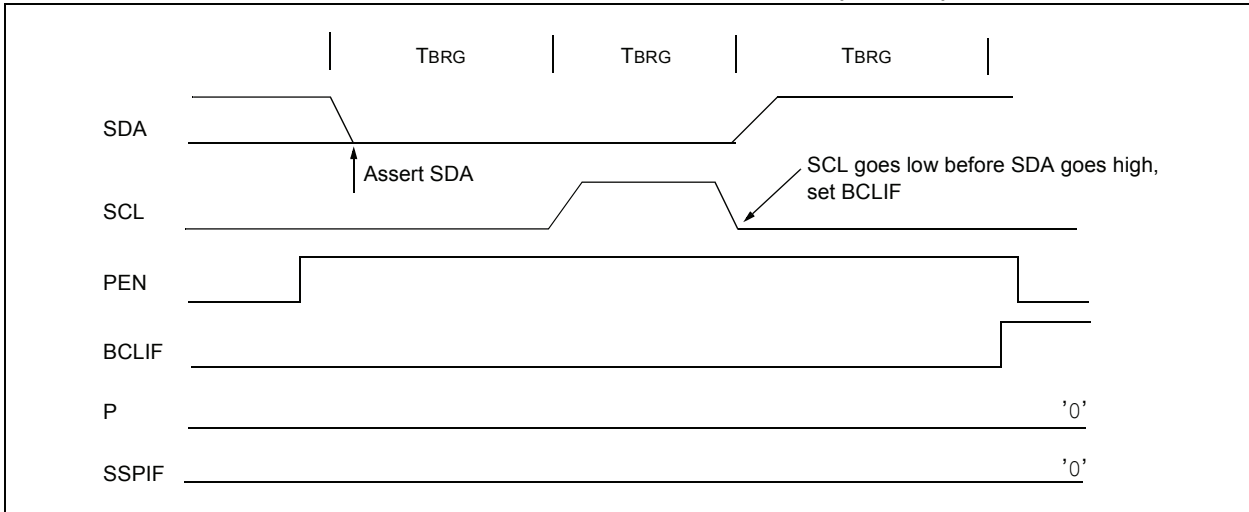 TBRG TBRG TBRG
SDA
Assert SDA
SCL goes low before SDA goes high,
set BCLIF
SCL
PEN
BCLIF
P
'0'
SSPIF
'0'